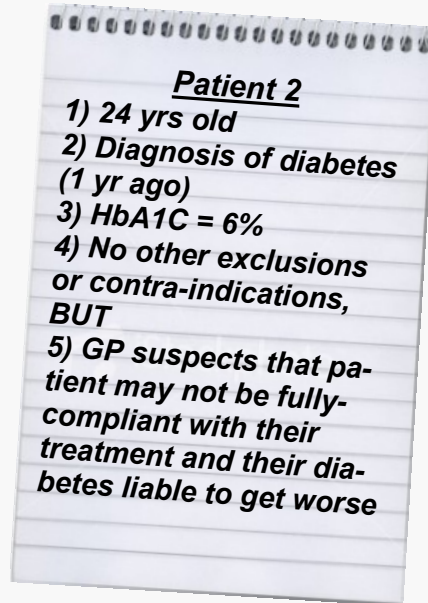 Patient 2
1) 24 yrs old
2) Diagnosis of diabetes
(1 yr ago)
3) HbA1C = 6%
4) No other exclusions
or contra-indications,
BUT
5) GP suspects that pa-
tient may not be fully-
compliant with their
treatment and their dia-
betes liable to get worse